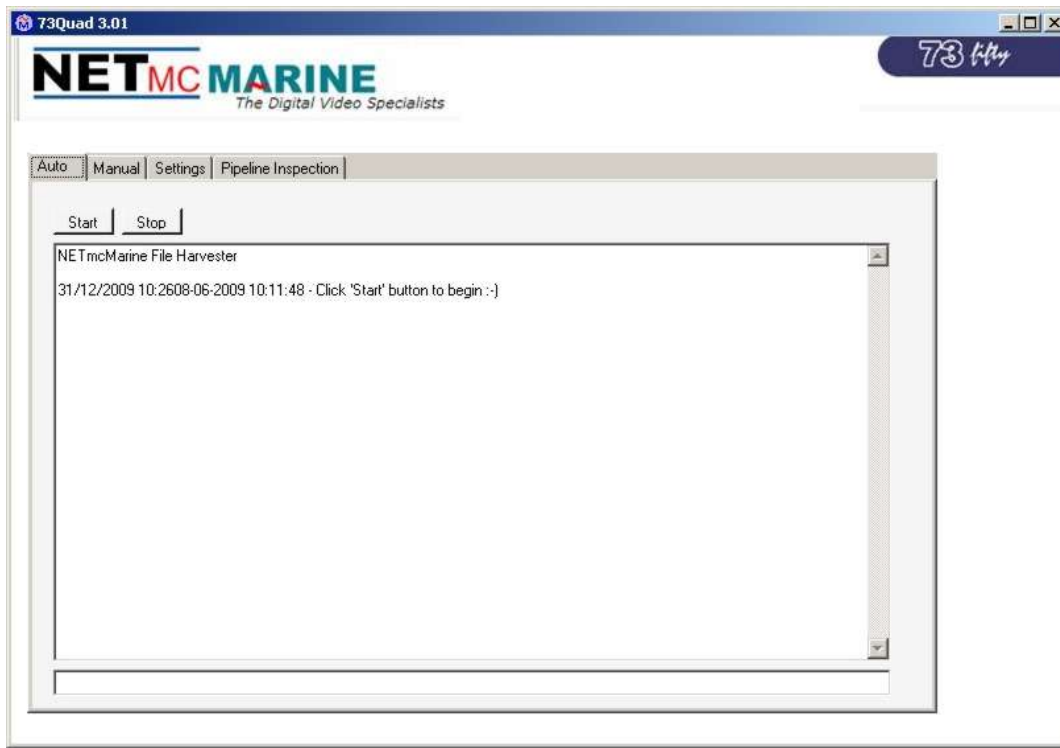 73Quad 3.01
NETMC MARINE
The Digital Video Specialists
73 fifty
Auto Manual Settings Pipeline Inspection
Start Stop
NETmcMarine File Harvester
31/12/2009 10:2608-06-2009 10:11:48 - Click 'Start' button to begin :-)